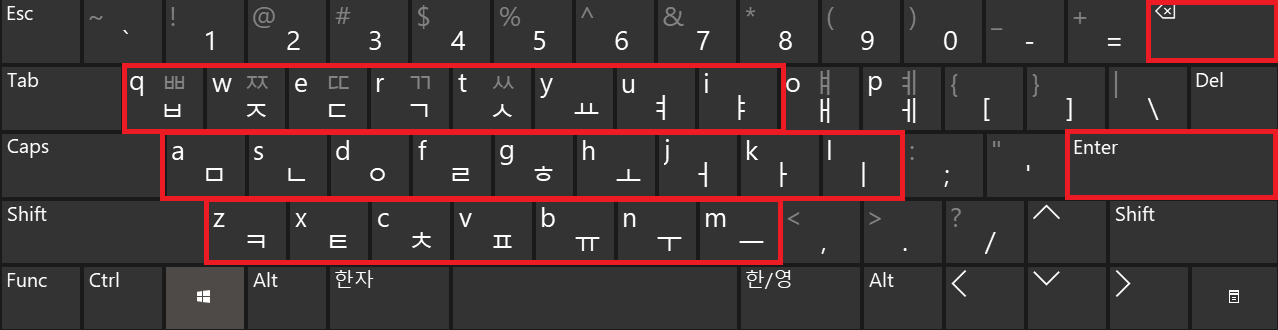 Esc ~ ` ! 1 @ 2 # 3 $ 4 % 5 ^ 6 & 7 * 8 ( 9 ) 0 _ - + =
Tab q ㅃ ㅂ w ㅉ ㅈ e ㄸ ㄷ r ㄲ ㄱ t ㅆ ㅅ y ㅛ u ㅕ i ㅑ o ㅒ ㅐ p ㅖ ㅔ { [ } ] | \ Del
Caps a ㅁ s ㄴ d ㅇ f ㄹ g ㅎ h ㅗ j ㅓ k ㅏ l ㅣ : ; " ' Enter
Shift z ㅋ x ㅌ c ㅊ v ㅍ b ㅠ n ㅜ m ㅡ < , > . ? / Shift
Func Ctrl Alt 한자 한/영 Alt